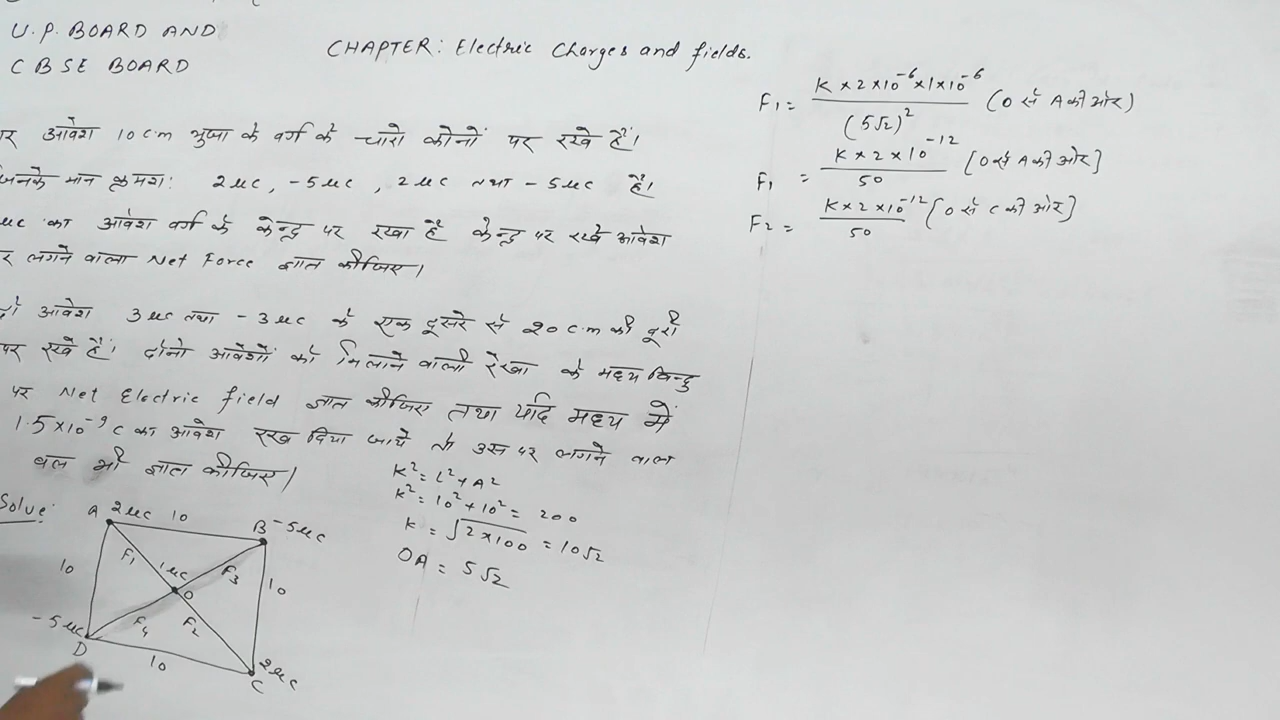 U.P. BOARD AND
CBSE BOARD
CHAPTER: Electric Charges and fields.
आवेश 10 cm भुजा के वर्ग के चारो कोनों पर रखे हैं।
मान क्रमश: 2μc, -5μc, 2μc तथा -5μc हैं।
μc का आवेश वर्ग के केन्द्र पर रखा है केन्द्र पर रखे आवेश
लगने वाला Net Force ज्ञात कीजिए।
आवेश 3μc तथा -3μc के एक दूसरे से 20 c.m की दूरी
पर रखे हैं। दोनो आवेशों को मिलाने वाली रेखा के मध्य बिन्दु
पर Net Electric field ज्ञात कीजिए तथा यदि मध्य में
1.5×10⁻⁹ C का आवेश रख दिया जाये तो उस पर लगने वाला
बल भी ज्ञात कीजिए।
Solve:
A 2μc 10 B -5μc
10 F₁ 1μc O F₃ 10
-5μc D F₄ F₂
10 C 2μc
K² = L² + A²
K² = 10² + 10² = 200
K = √2×100 = 10√2
OA = 5√2
F₁ = K×2×10⁻⁶×1×10⁻⁶ / (5√2)² (O से A की ओर)
F₁ = K×2×10⁻¹² / 50 [O से A की ओर]
F₂ = K×2×10⁻¹² / 50 [O से C की ओर]